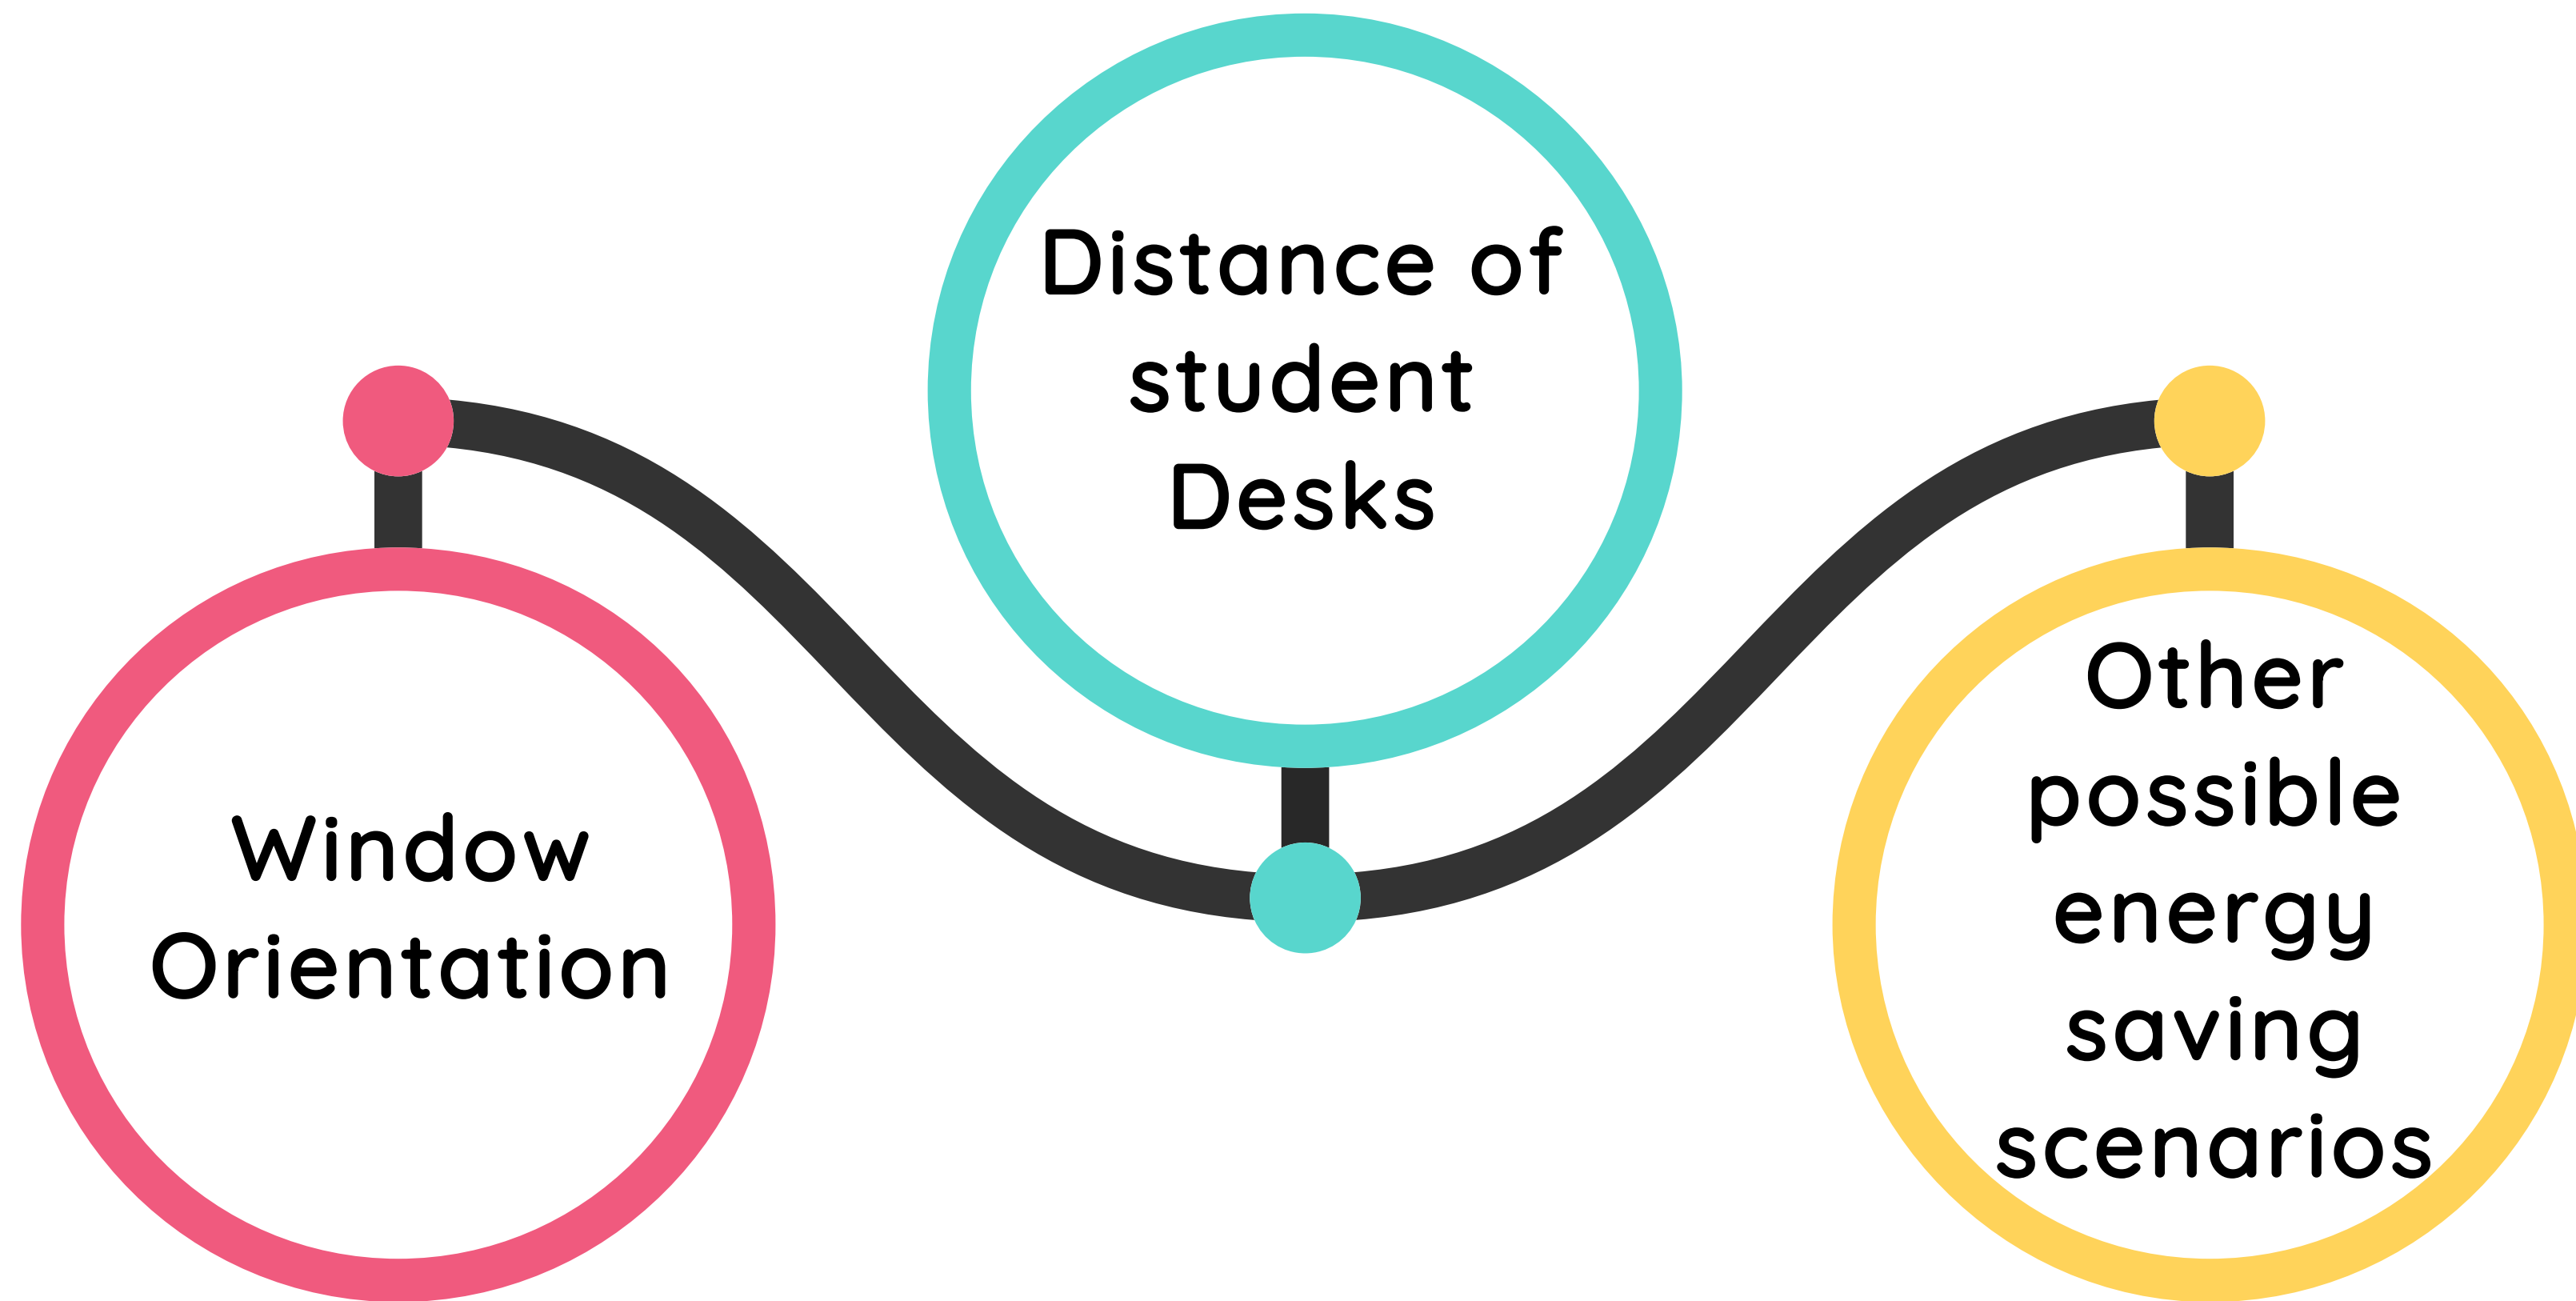 Window
Orientation
Distance of
student
Desks
Other
possible
energy
saving
scenarios